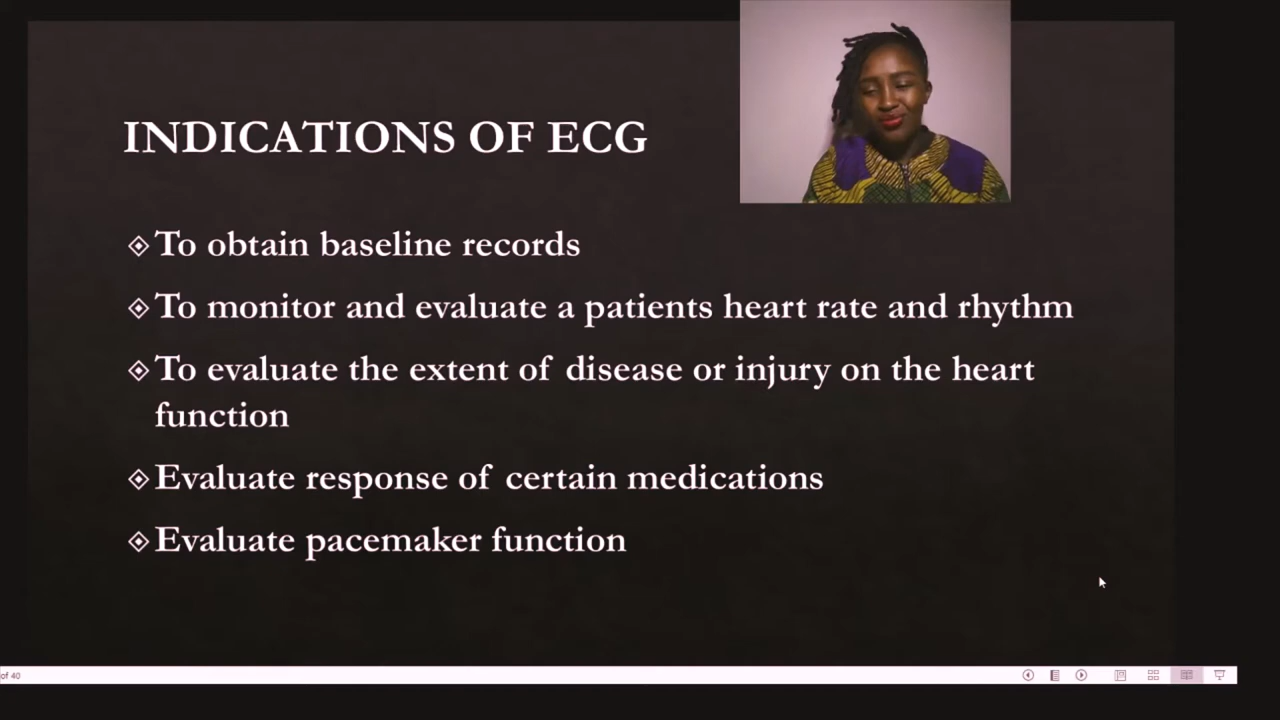 INDICATIONS OF ECG
To obtain baseline records
To monitor and evaluate a patients heart rate and rhythm
To evaluate the extent of disease or injury on the heart
function
Evaluate response of certain medications
Evaluate pacemaker function
of 40